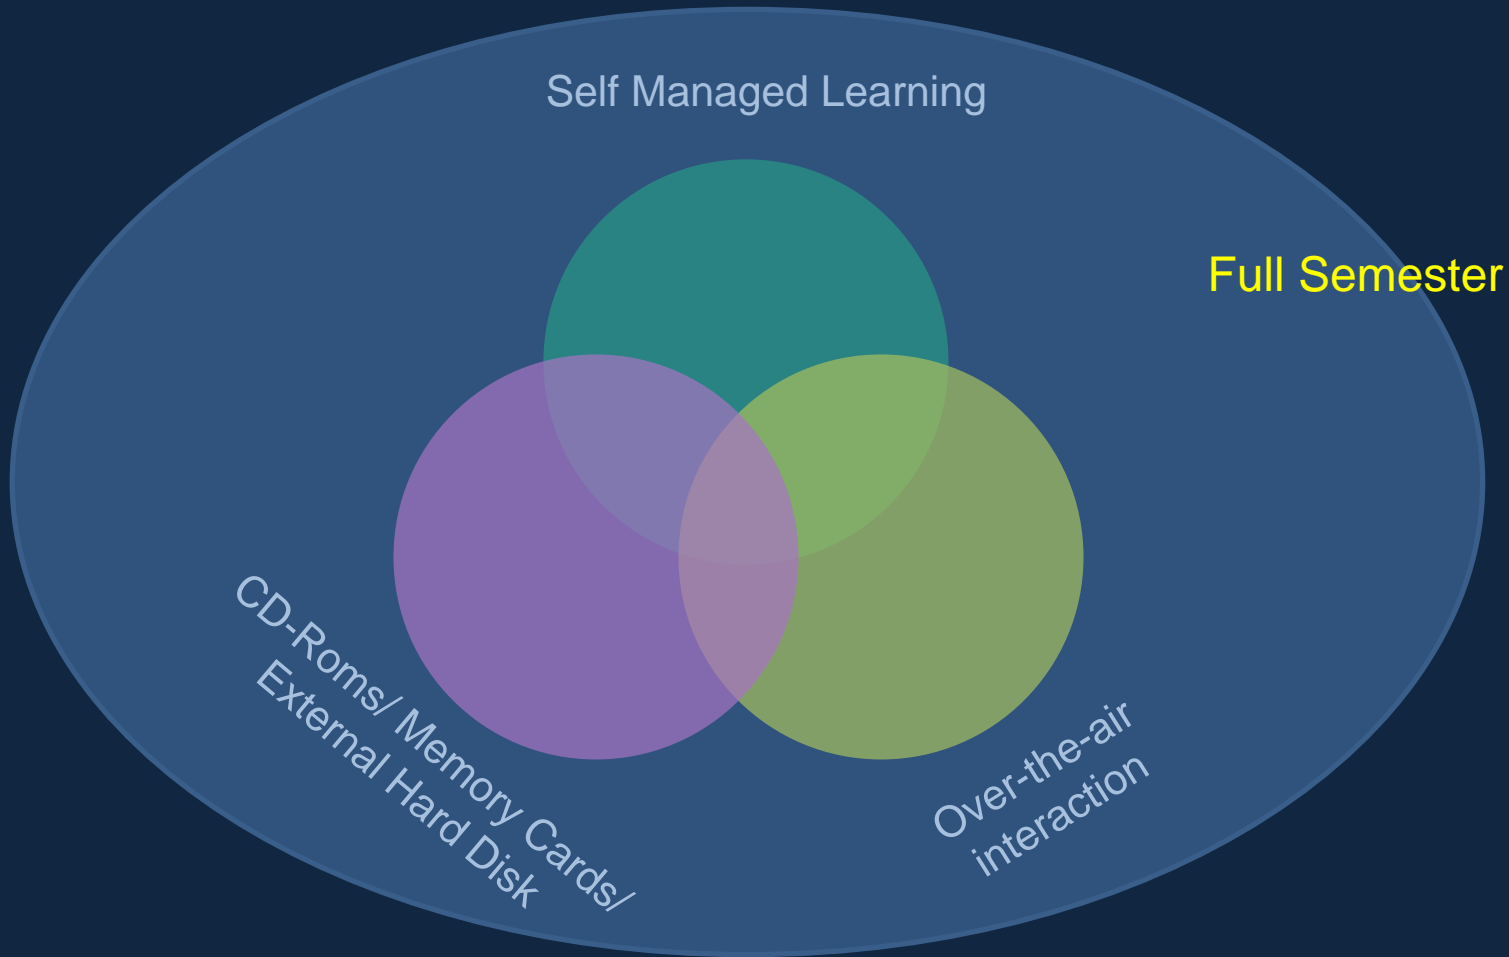 Self Managed Learning
Full Semester
CD-Roms/ Memory Cards/
External Hard Disk
Over-the-air
interaction